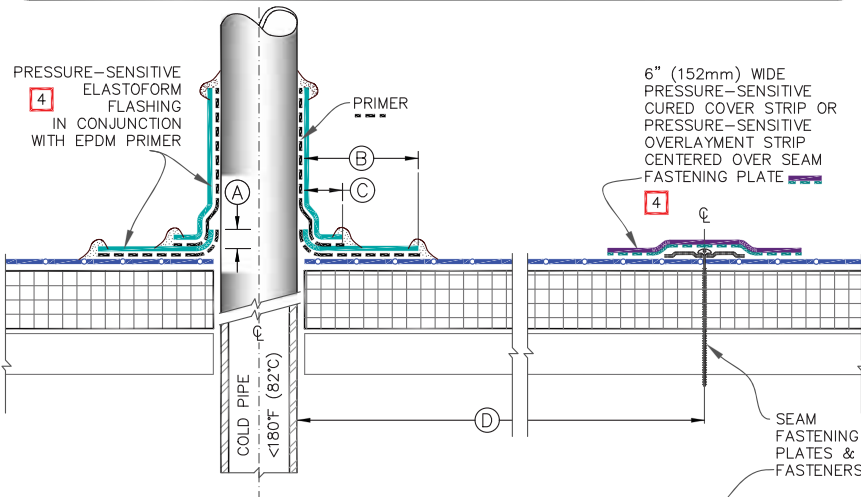 PRESSURE-SENSITIVE
4 ELASTOFORM
FLASHING
IN CONJUNCTION
WITH EPDM PRIMER
PRIMER
A
B
C
6" (152mm) WIDE
PRESSURE-SENSITIVE
CURED COVER STRIP OR
PRESSURE-SENSITIVE
OVERLAYMENT STRIP
CENTERED OVER SEAM
FASTENING PLATE
4
℄
℄
COLD PIPE
<180°F (82°C)
D
SEAM
FASTENING
PLATES &
FASTENERS